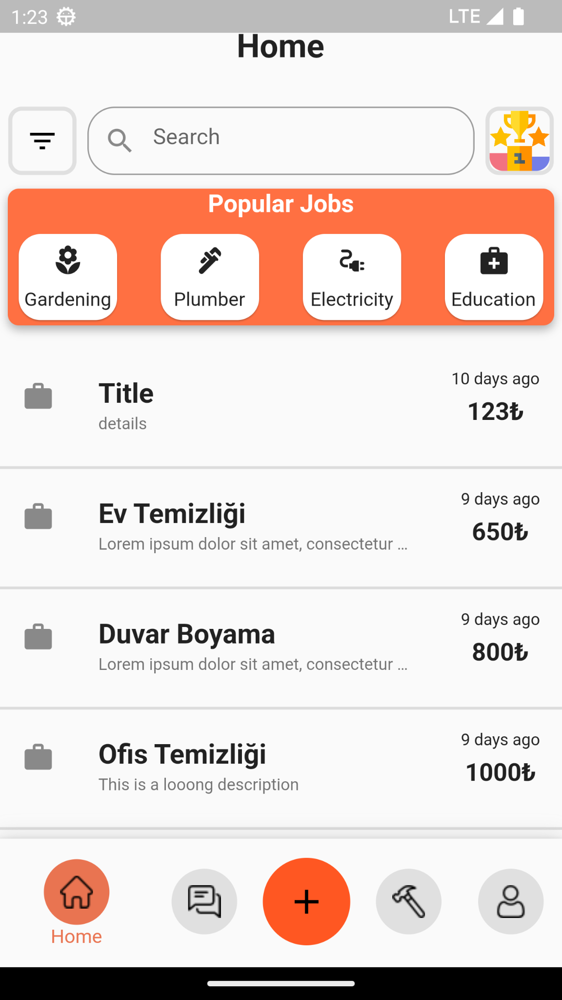 1:23
LTE
Home
Search
1
Popular Jobs
Gardening
Plumber
Electricity
Education
Title
details
10 days ago
123₺
Ev Temizliği
Lorem ipsum dolor sit amet, consectetur ...
9 days ago
650₺
Duvar Boyama
Lorem ipsum dolor sit amet, consectetur ...
9 days ago
800₺
Ofis Temizliği
This is a looong description
9 days ago
1000₺
Home